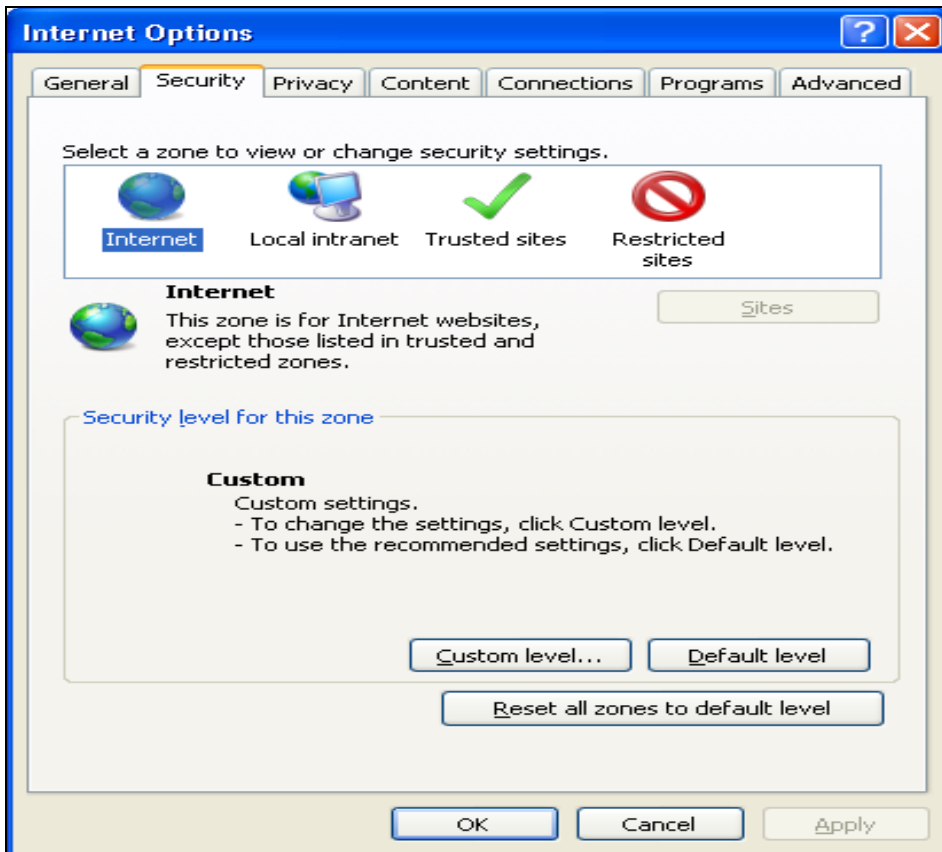 Internet Options
General Security Privacy Content Connections Programs Advanced
Select a zone to view or change security settings.
Internet Local intranet Trusted sites Restricted
sites
Internet
Sites
This zone is for Internet websites,
except those listed in trusted and
restricted zones.
Security level for this zone
Custom
Custom settings.
- To change the settings, click Custom level.
- To use the recommended settings, click Default level.
Custom level... Default level
Reset all zones to default level
OK Cancel Apply